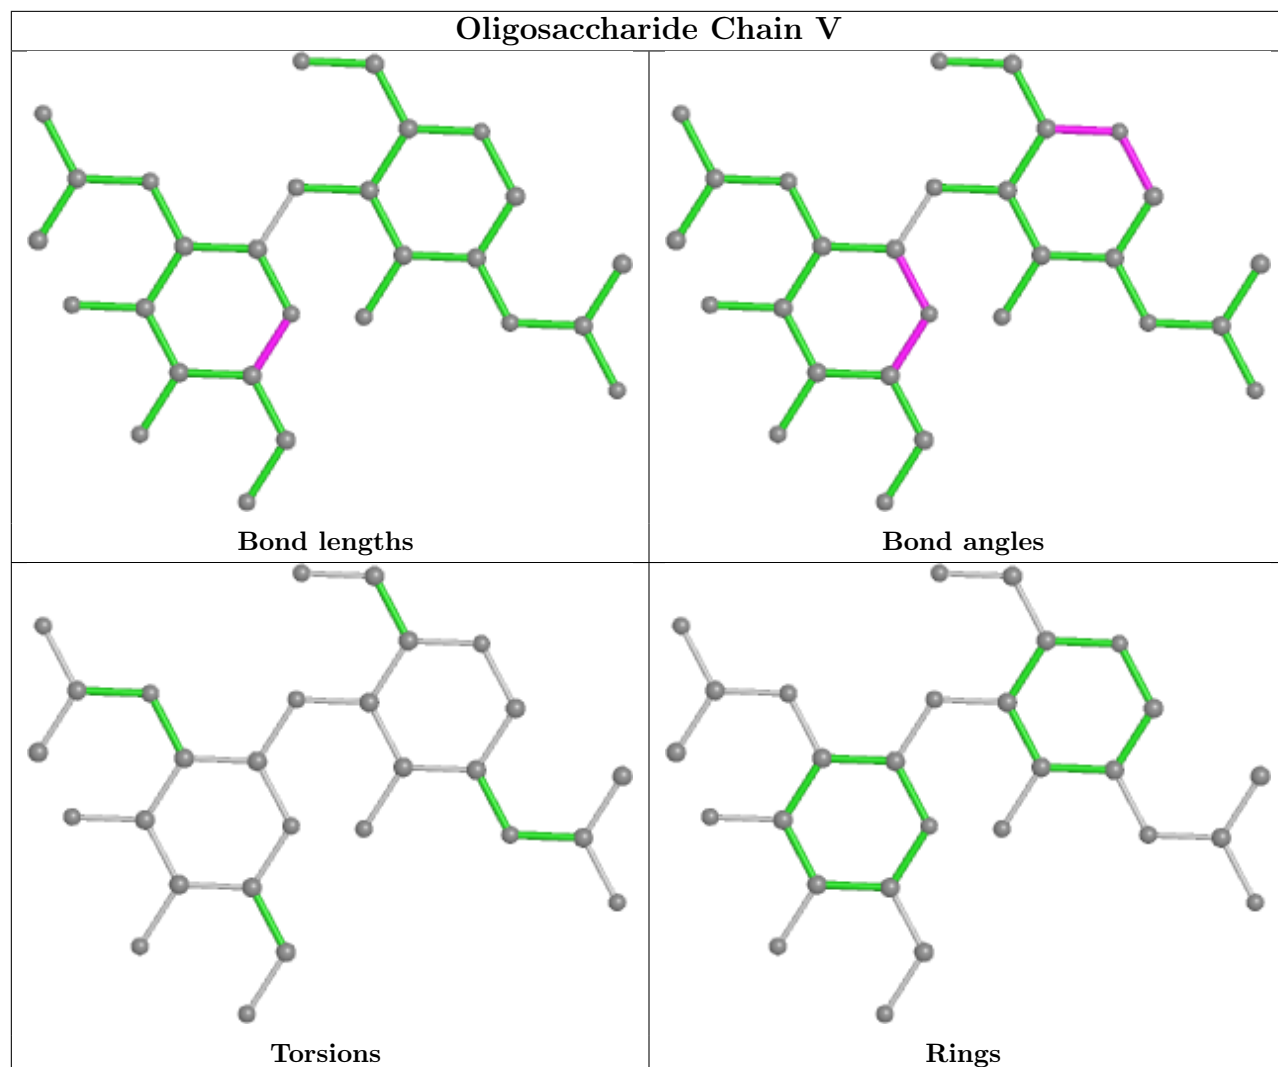 Oligosaccharide Chain V
Bond lengths
Bond angles
Torsions
Rings